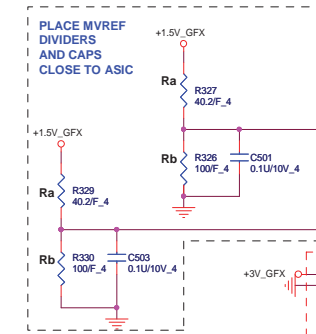 PLACE MVREF
DIVIDERS
AND CAPS
CLOSE TO ASIC
+1.5V_GFX
Ra
R327
40.2/F_4
Rb
R326
100/F_4
C501
0.1U/10V_4
+1.5V_GFX
Ra
R329
40.2/F_4
Rb
R330
100/F_4
C503
0.1U/10V_4
+3V_GFX